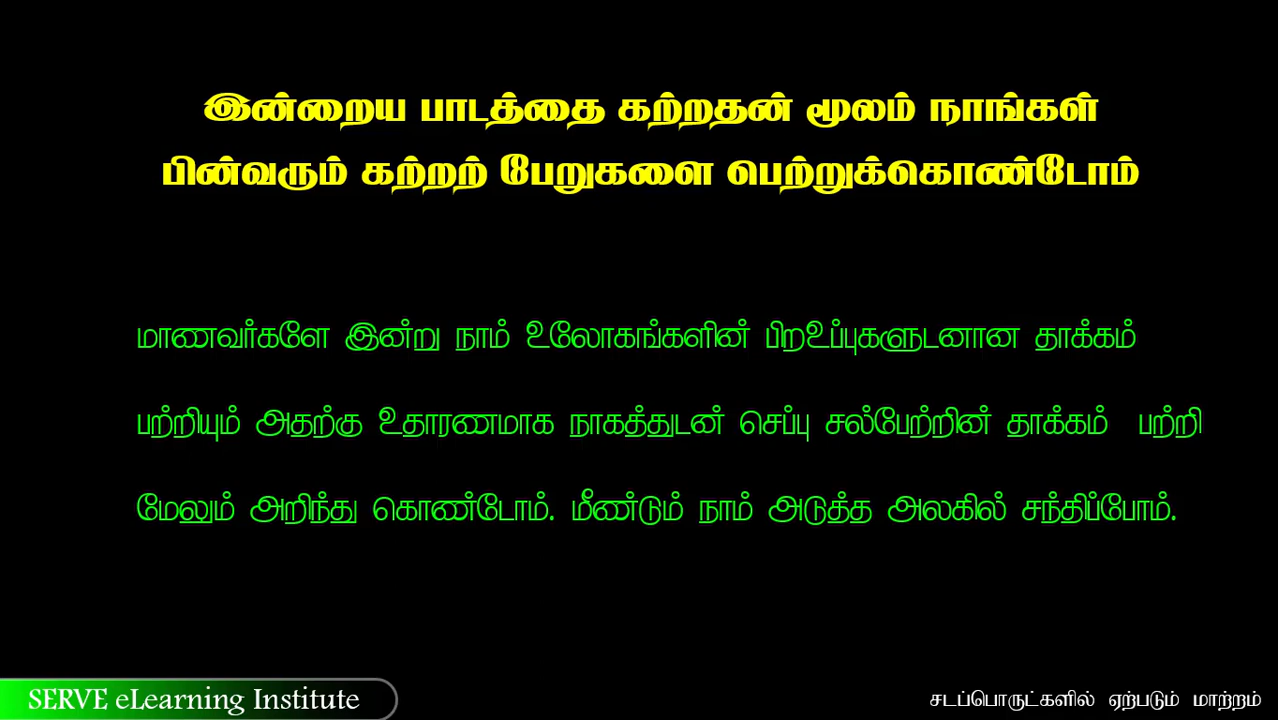 இன்றைய பாடத்தை கற்றதன் மூலம் நாங்கள்
பின்வரும் கற்றற் பேறுகளை பெற்றுக்கொண்டோம்
மாணவர்களே இன்று நாம் உலோகங்களின் பிறஉப்புகளுடனான தாக்கம்
பற்றியும் அதற்கு உதாரணமாக நாகத்துடன் செப்பு சல்பேற்றின் தாக்கம் பற்றி
மேலும் அறிந்து கொண்டோம். மீண்டும் நாம் அடுத்த அலகில் சந்திப்போம்.
SERVE eLearning Institute
சடப்பொருட்களில் ஏற்படும் மாற்றம்